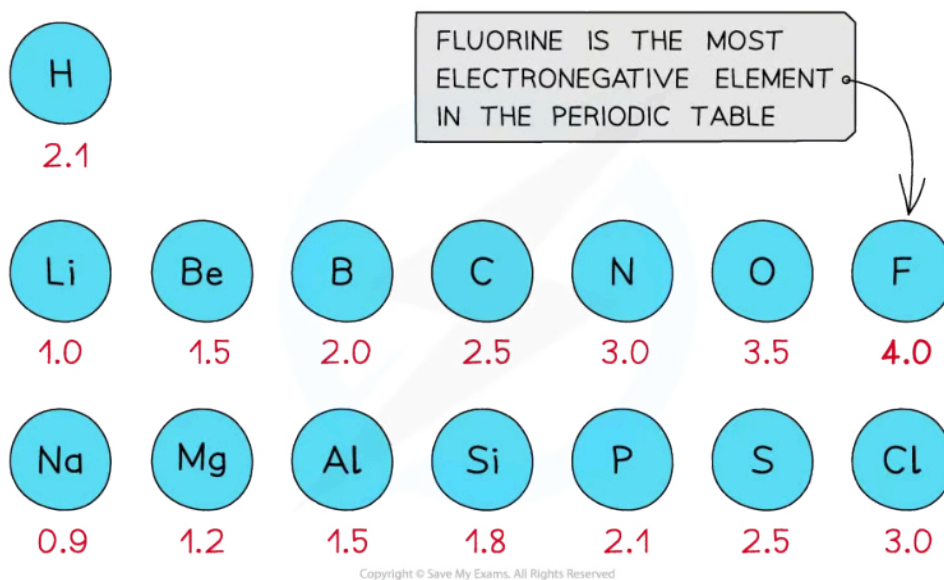 FLUORINE IS THE MOST
ELECTRONEGATIVE ELEMENT
IN THE PERIODIC TABLE
H
2.1
Li Be B C N O F
1.0 1.5 2.0 2.5 3.0 3.5 4.0
Na Mg Al Si P S Cl
0.9 1.2 1.5 1.8 2.1 2.5 3.0
Copyright © Save My Exams. All Rights Reserved